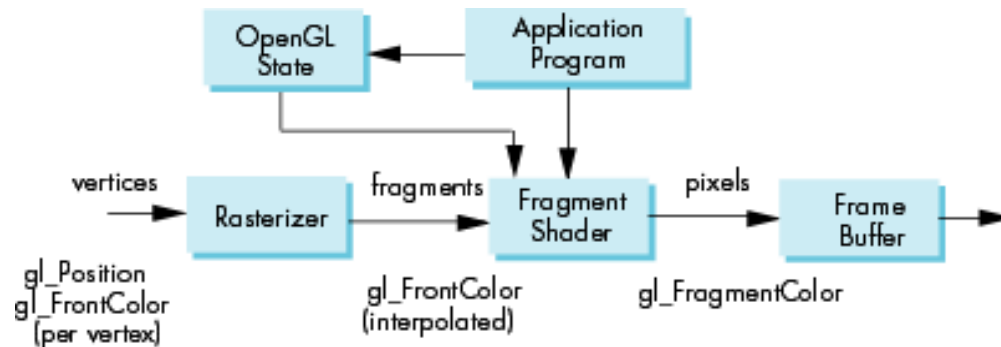 OpenGL
State
Application
Program
vertices
Rasterizer
fragments
Fragment
Shader
pixels
Frame
Buffer
gl_Position
gl_FrontColor
(per vertex)
gl_FrontColor
(interpolated)
gl_FragmentColor